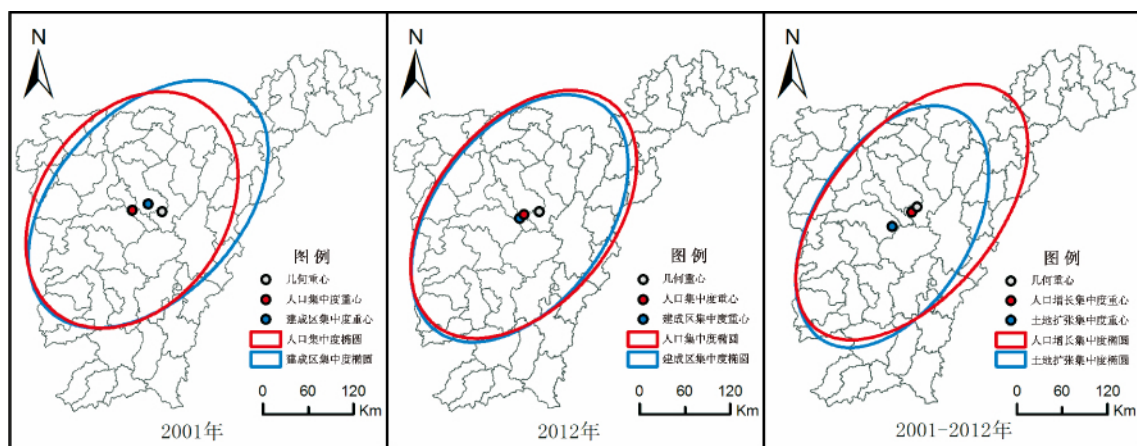 N
图 例
几何重心
人口集中度重心
建成区集中度重心
人口集中度椭圆
建成区集中度椭圆
0 60 120
Km
2001年
N
图 例
几何重心
人口集中度重心
建成区集中度重心
人口集中度椭圆
建成区集中度椭圆
0 60 120
Km
2012年
N
图 例
几何重心
人口增长集中度重心
土地扩张集中度重心
人口增长集中度椭圆
土地扩张集中度椭圆
0 60 120
Km
2001-2012年